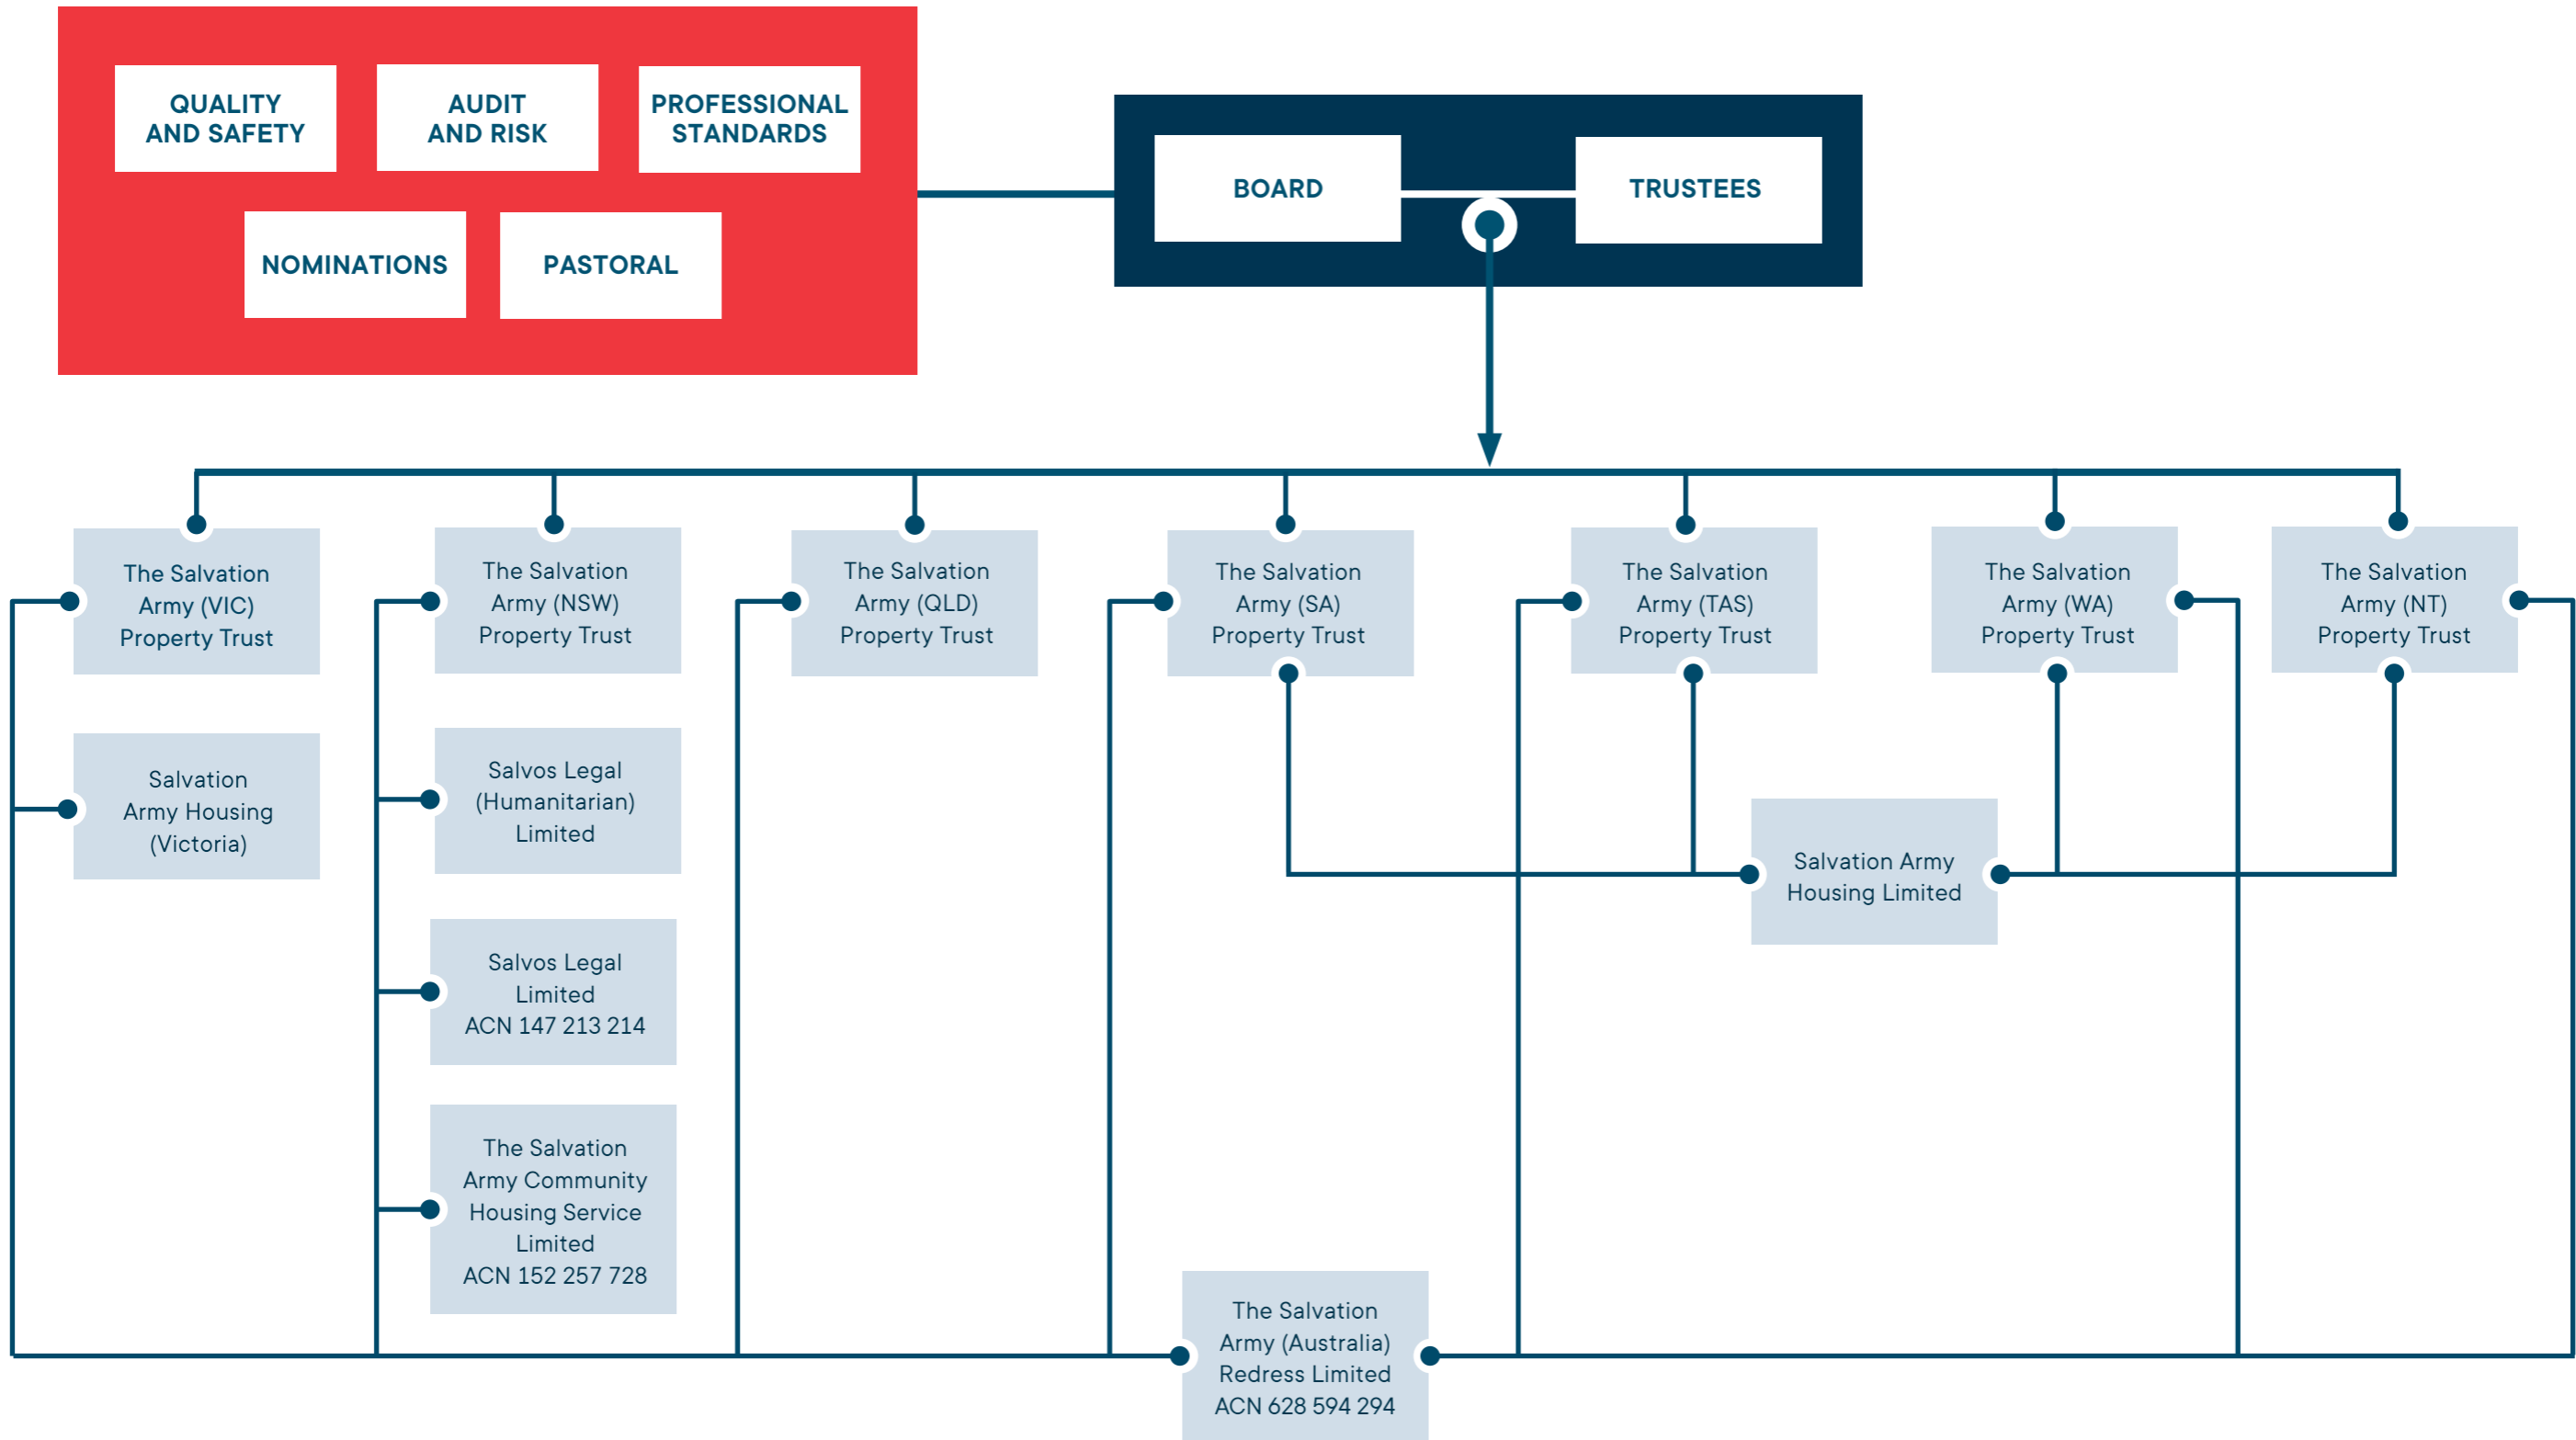 QUALITY
AND SAFETY
AUDIT
AND RISK
PROFESSIONAL
STANDARDS
NOMINATIONS
PASTORAL
BOARD
TRUSTEES
The Salvation
Army (VIC)
Property Trust
The Salvation
Army (NSW)
Property Trust
The Salvation
Army (QLD)
Property Trust
The Salvation
Army (SA)
Property Trust
The Salvation
Army (TAS)
Property Trust
The Salvation
Army (WA)
Property Trust
The Salvation
Army (NT)
Property Trust
Salvation
Army Housing
(Victoria)
Salvos Legal
(Humanitarian)
Limited
Salvation Army
Housing Limited
Salvos Legal
Limited
ACN 147 213 214
The Salvation
Army Community
Housing Service
Limited
ACN 152 257 728
The Salvation
Army (Australia)
Redress Limited
ACN 628 594 294